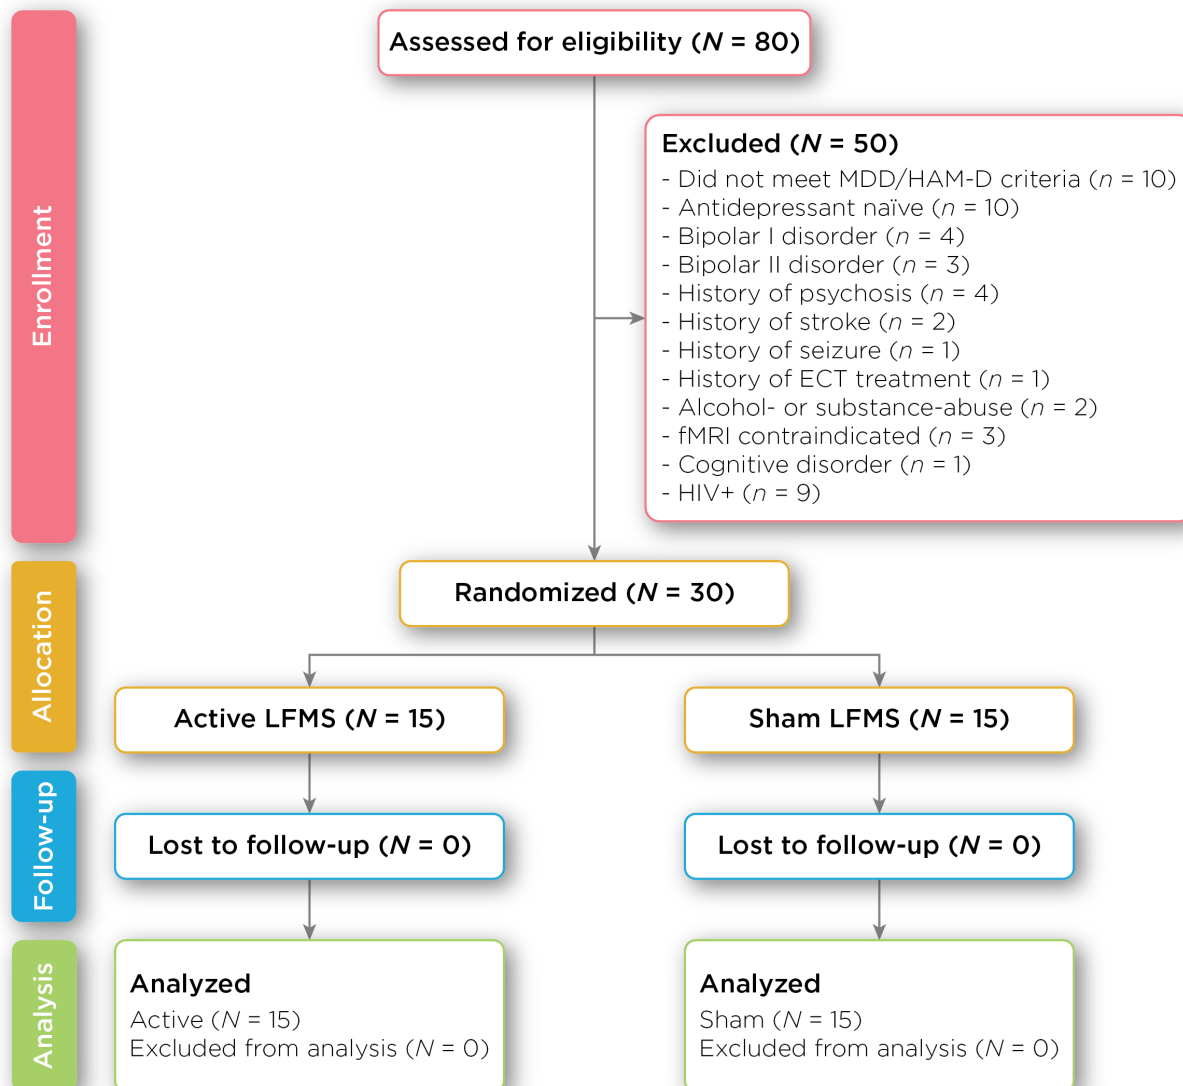 Enrollment
Assessed for eligibility (N = 80)
Excluded (N = 50)
- Did not meet MDD/HAM-D criteria (n = 10)
- Antidepressant naïve (n = 10)
- Bipolar I disorder (n = 4)
- Bipolar II disorder (n = 3)
- History of psychosis (n = 4)
- History of stroke (n = 2)
- History of seizure (n = 1)
- History of ECT treatment (n = 1)
- Alcohol- or substance-abuse (n = 2)
- fMRI contraindicated (n = 3)
- Cognitive disorder (n = 1)
- HIV+ (n = 9)
Allocation
Randomized (N = 30)
Active LFMS (N = 15)
Sham LFMS (N = 15)
Follow-up
Lost to follow-up (N = 0)
Lost to follow-up (N = 0)
Analysis
Analyzed
Active (N = 15)
Excluded from analysis (N = 0)
Analyzed
Sham (N = 15)
Excluded from analysis (N = 0)